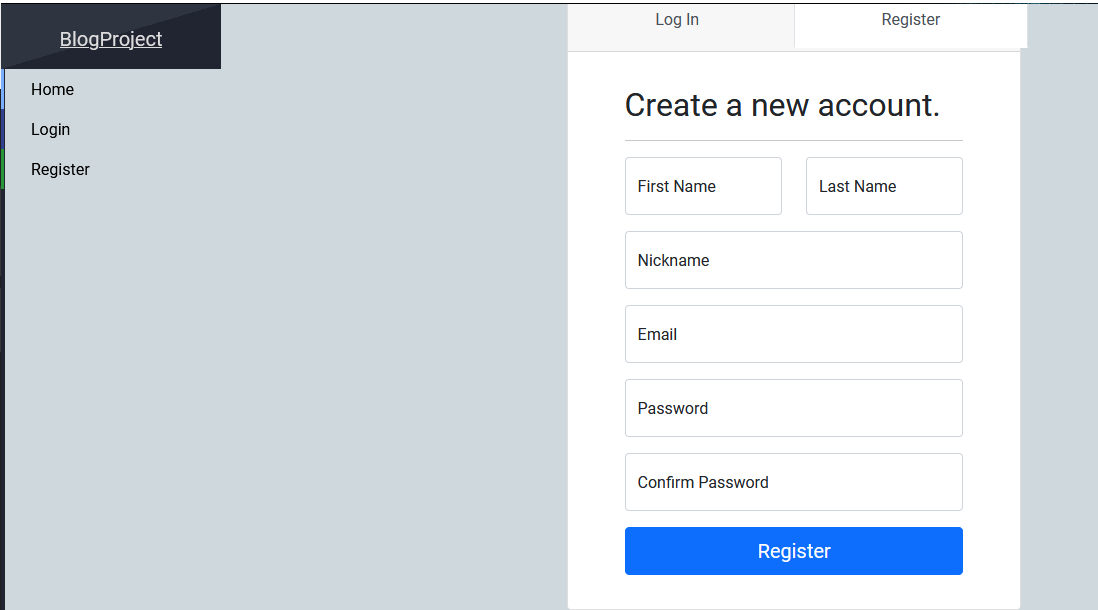 BlogProject
Home
Login
Register
Log In
Register
Create a new account.
First Name
Last Name
Nickname
Email
Password
Confirm Password
Register